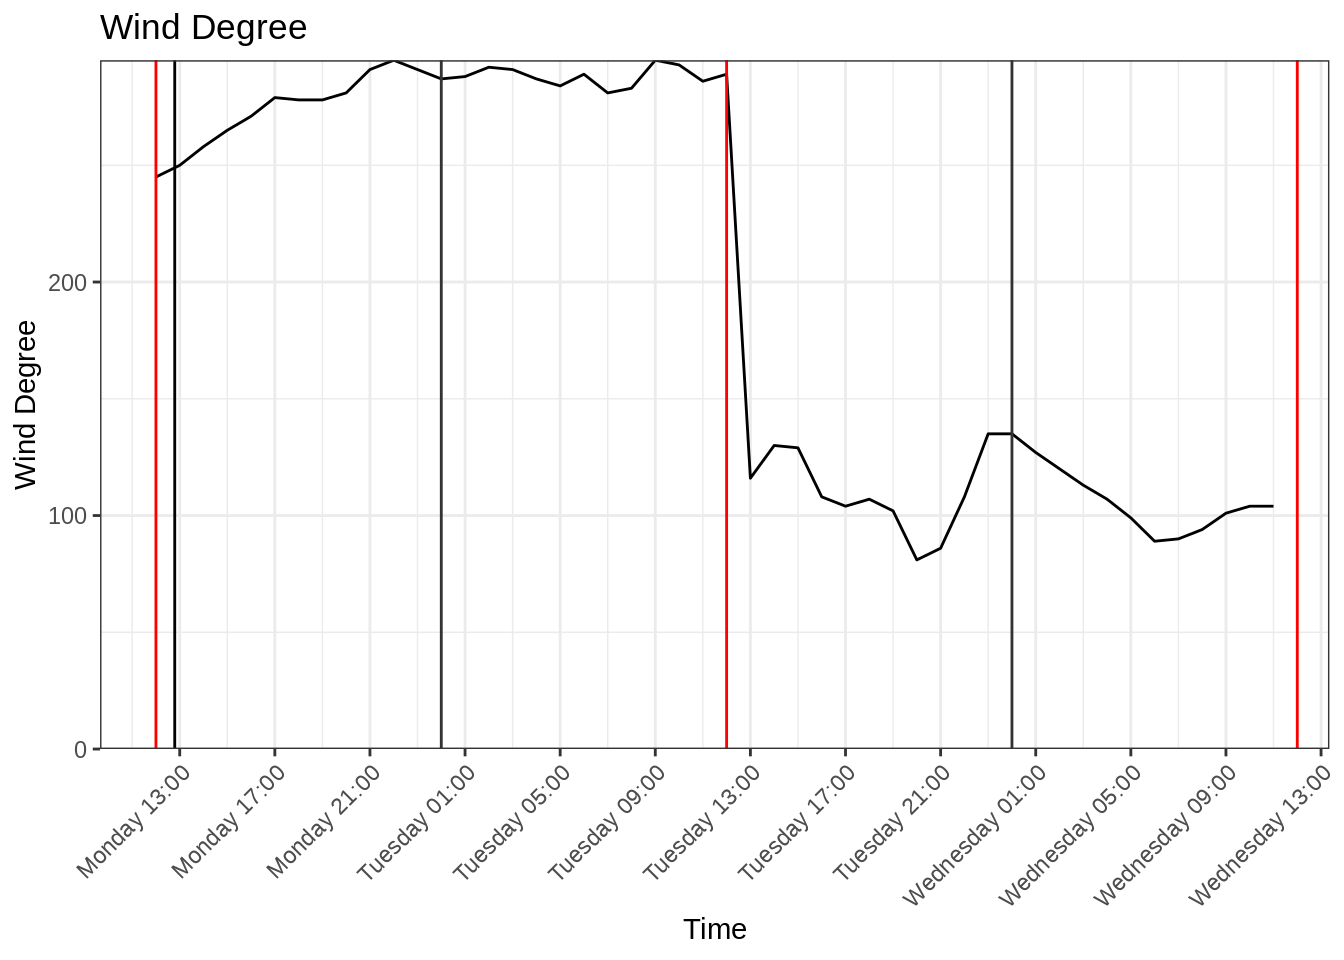 Wind Degree
Wind Degree
200
100
0
Monday 13:00
Monday 17:00
Monday 21:00
Tuesday 01:00
Tuesday 05:00
Tuesday 09:00
Tuesday 13:00
Tuesday 17:00
Tuesday 21:00
Wednesday 01:00
Wednesday 05:00
Wednesday 09:00
Wednesday 13:00
Time